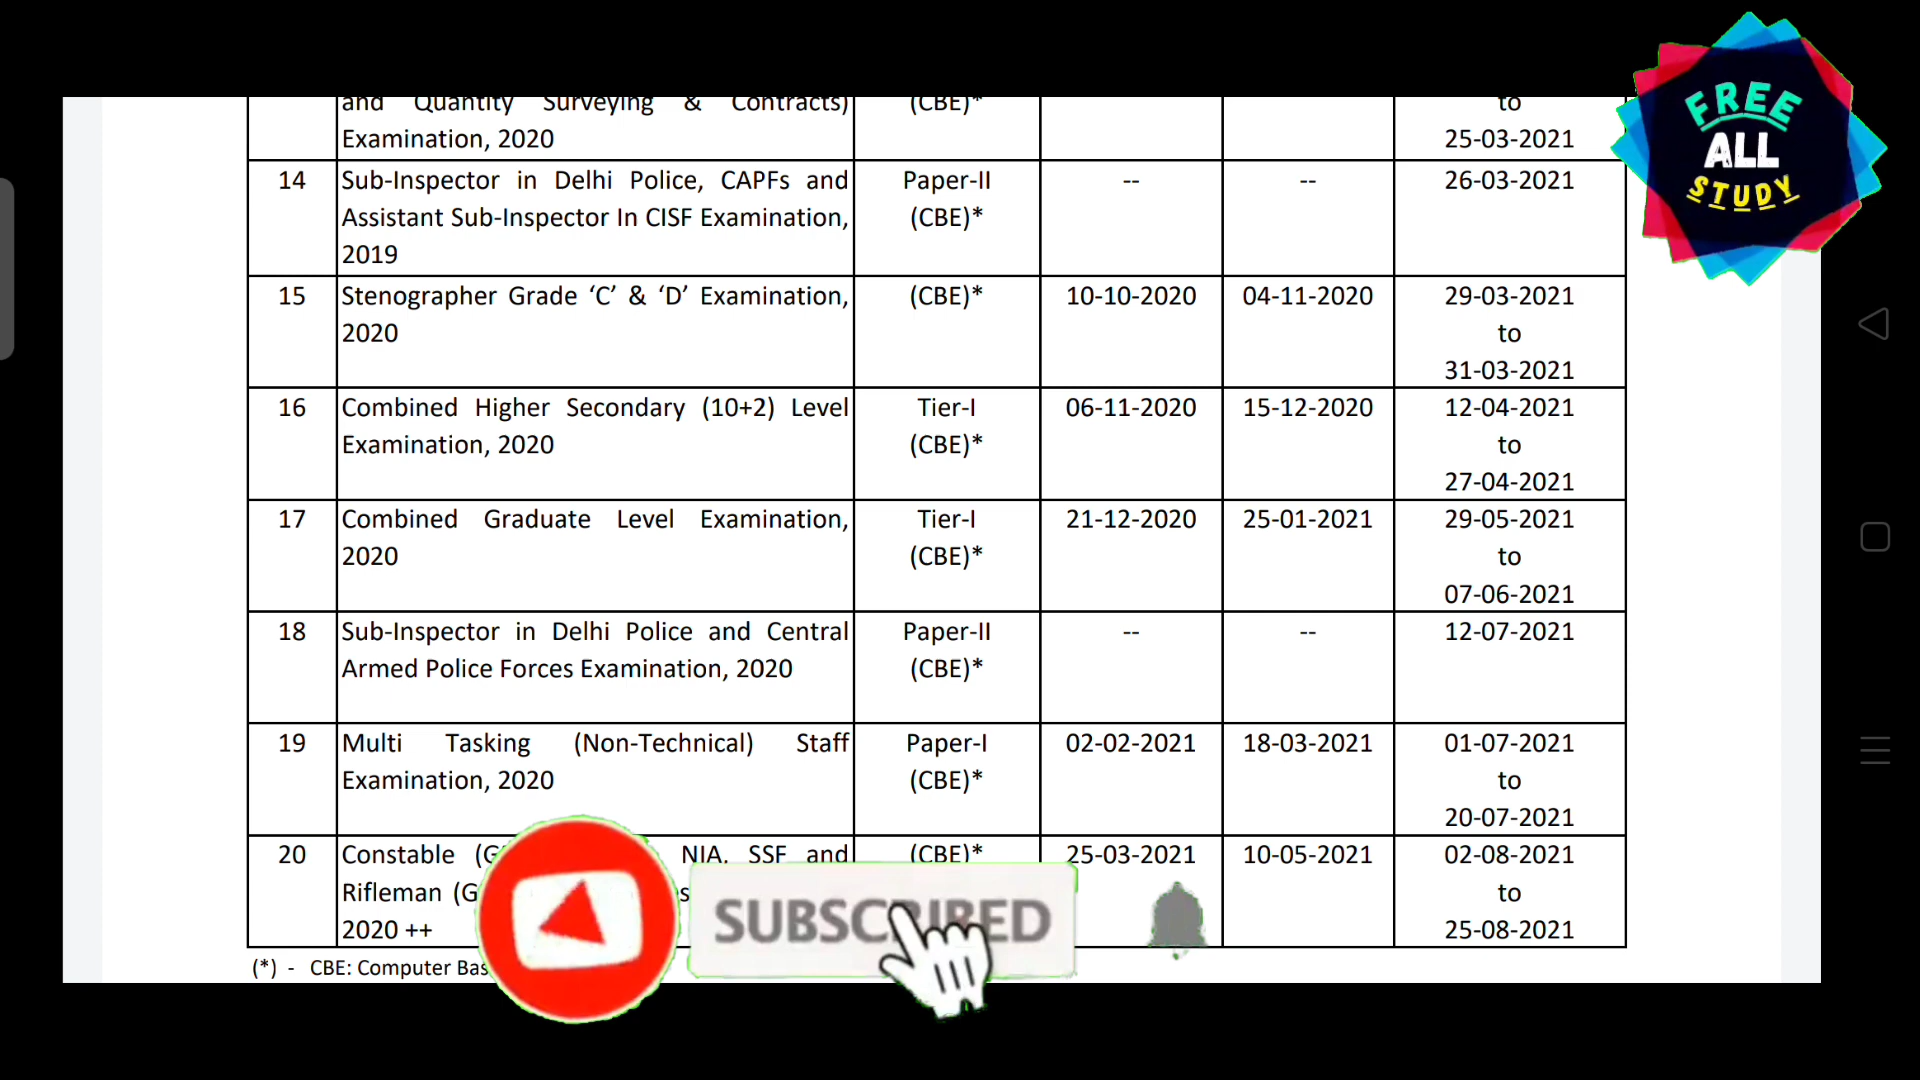 and Quantity Surveying & Contracts) (CBE)* to
Examination, 2020 25-03-2021
14 Sub-Inspector in Delhi Police, CAPFs and Paper-II -- -- 26-03-2021
Assistant Sub-Inspector In CISF Examination, (CBE)*
2019
15 Stenographer Grade ‘C’ & ‘D’ Examination, (CBE)* 10-10-2020 04-11-2020 29-03-2021
2020 to
31-03-2021
16 Combined Higher Secondary (10+2) Level Tier-I 06-11-2020 15-12-2020 12-04-2021
Examination, 2020 (CBE)* to
27-04-2021
17 Combined Graduate Level Examination, Tier-I 21-12-2020 25-01-2021 29-05-2021
2020 (CBE)* to
07-06-2021
18 Sub-Inspector in Delhi Police and Central Paper-II -- -- 12-07-2021
Armed Police Forces Examination, 2020 (CBE)*
19 Multi Tasking (Non-Technical) Staff Paper-I 02-02-2021 18-03-2021 01-07-2021
Examination, 2020 (CBE)* to
20-07-2021
20 Constable NIA, SSF and (CBE)* 25-03-2021 10-05-2021 02-08-2021
Rifleman to
2020 ++ 25-08-2021
(*) - CBE: Computer
SUBSCRIBED
FREE
ALL
STUDY